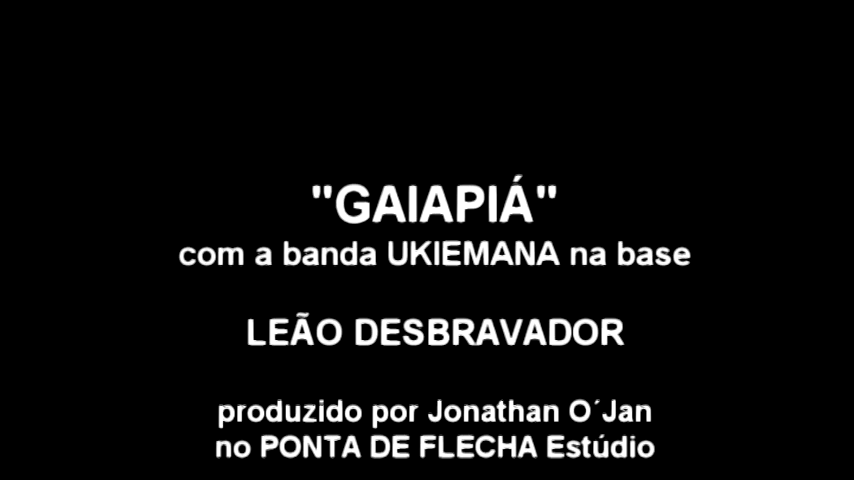 "GAIAPIÁ"
com a banda UKIEMANA na base
LEÃO DESBRAVADOR
produzido por Jonathan O´Jan
no PONTA DE FLECHA Estúdio